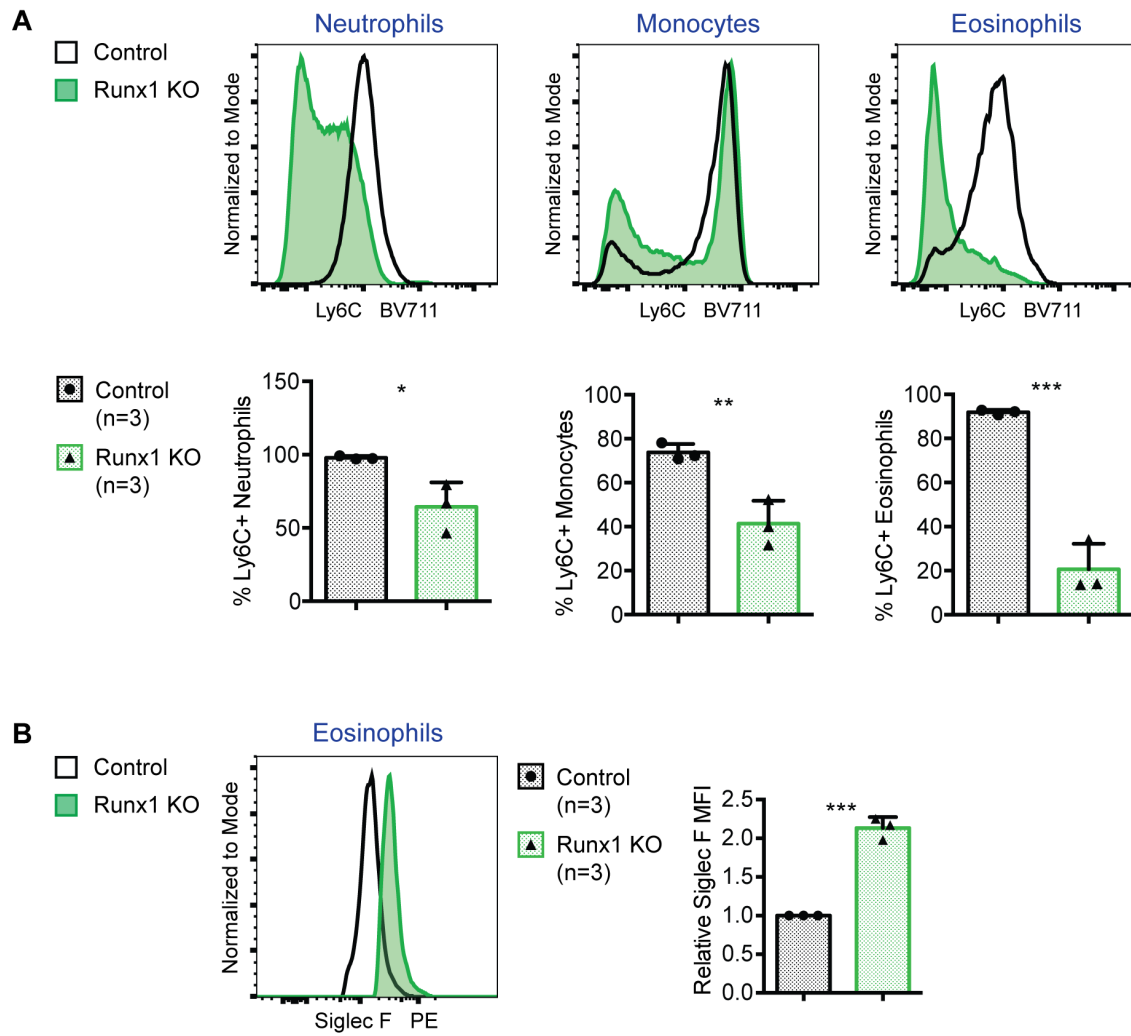 A
Control
Runx1 KO
Neutrophils
Normalized to Mode
Ly6C BV711
Monocytes
Normalized to Mode
Ly6C BV711
Eosinophils
Normalized to Mode
Ly6C BV711
Control
(n=3)
Runx1 KO
(n=3)
% Ly6C+ Neutrophils
150
100
50
0
*
% Ly6C+ Monocytes
100
80
60
40
20
0
**
% Ly6C+ Eosinophils
100
80
60
40
20
0
***
B
Control
Runx1 KO
Eosinophils
Normalized to Mode
Siglec F PE
Control
(n=3)
Runx1 KO
(n=3)
Relative Siglec F MFI
2.5
2.0
1.5
1.0
0.5
0.0
***